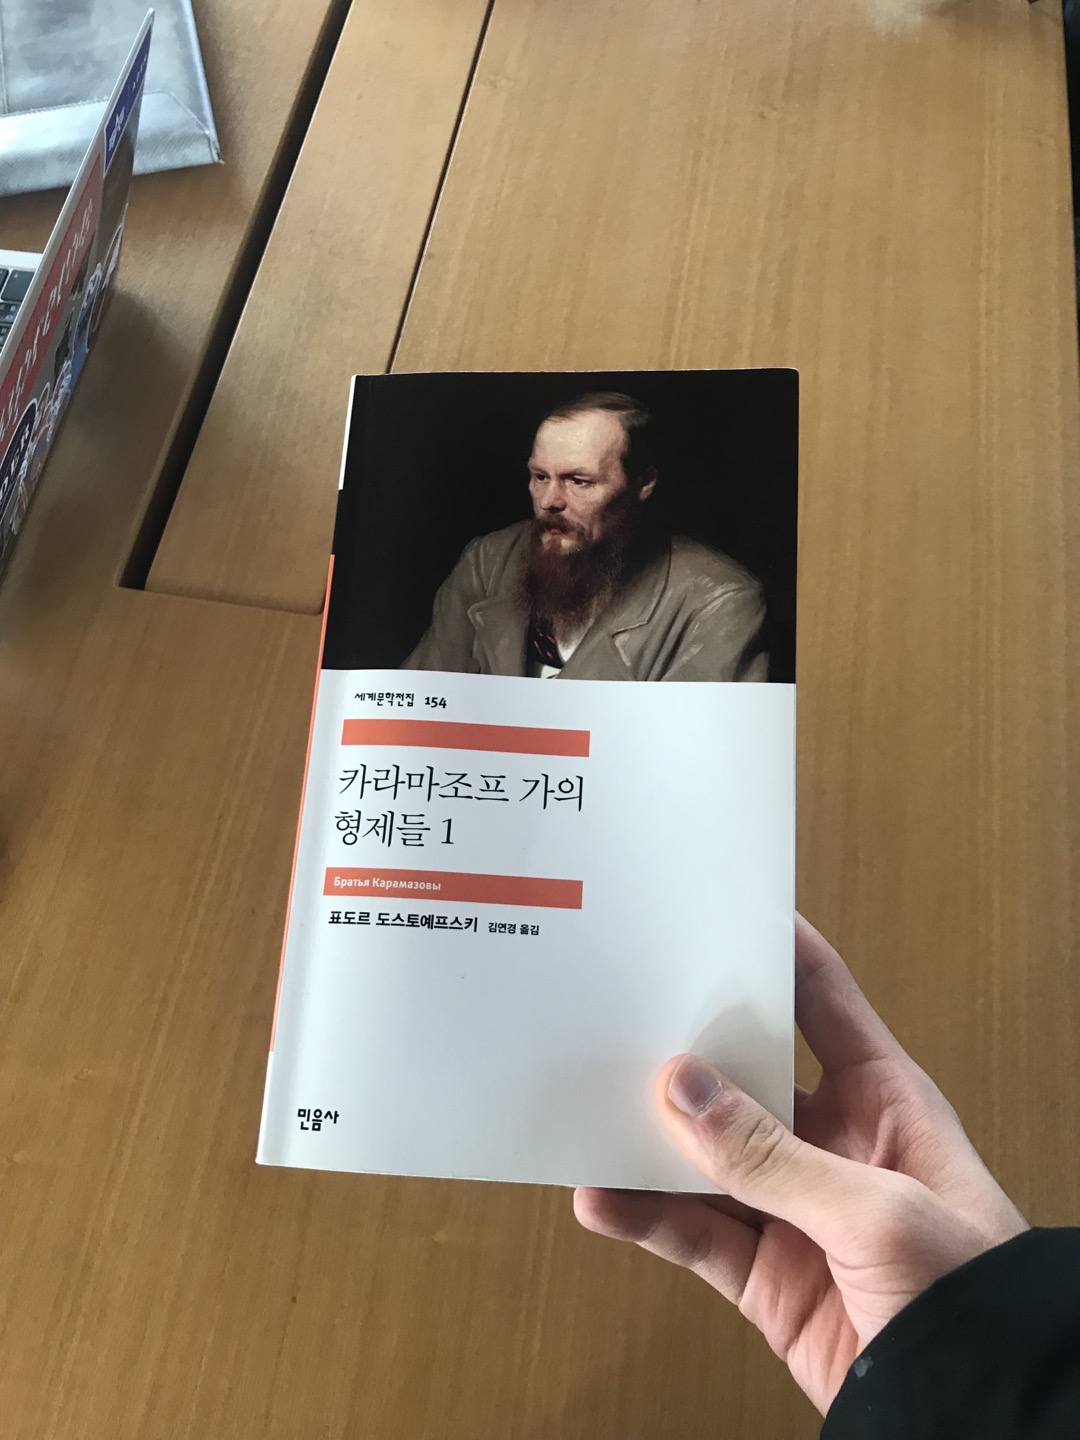 세계문학전집 154
카라마조프 가의
형제들 1
Братья Карамазовы
표도르 도스토예프스키 김연경 옮김
민음사